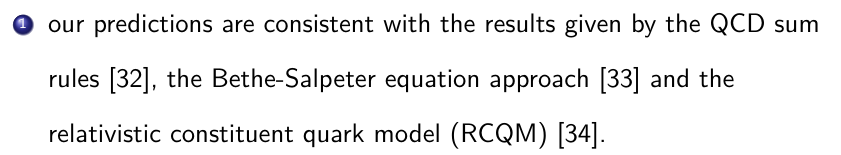 1 our predictions are consistent with the results given by the QCD sum
rules [32], the Bethe-Salpeter equation approach [33] and the
relativistic constituent quark model (RCQM) [34].